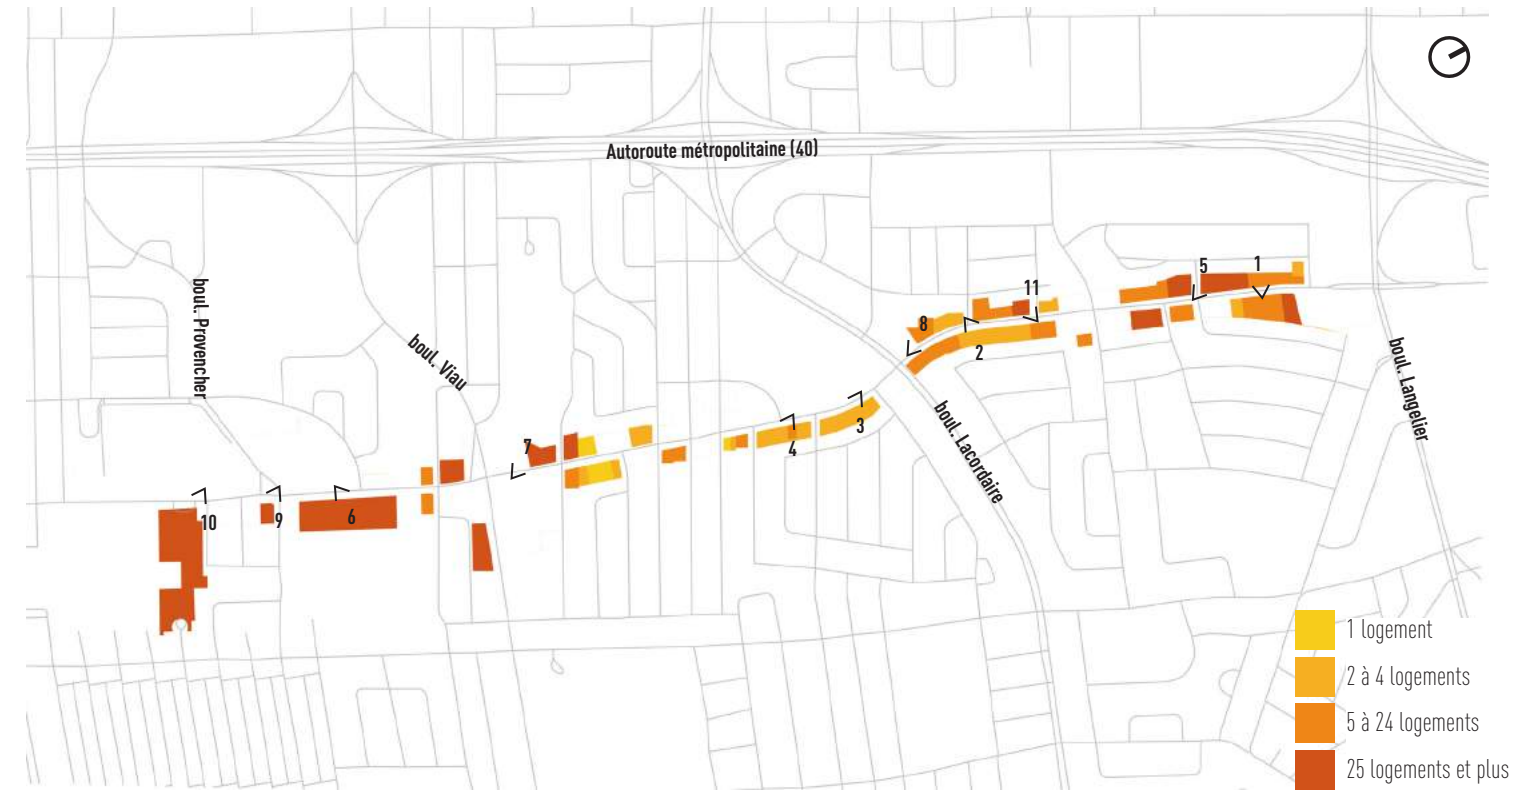 Autoroute métropolitaine (40)
5
1
boul. Provencher
11
8
boul. Viau
2
boul. Langelier
boul. Lacordaire
3
7
4
10
9
6
1 logement
2 à 4 logements
5 à 24 logements
25 logements et plus